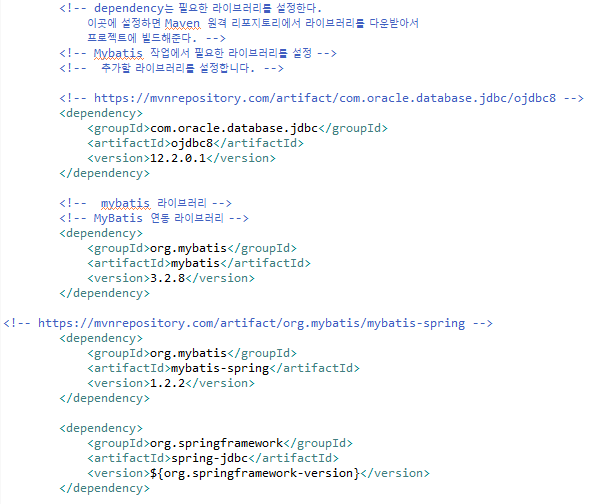 <!-- dependency는 필요한 라이브러리를 설정한다.
이곳에 설정하면 Maven 원격 리포지트리에서 라이브러리를 다운받아서
프로젝트에 빌드해준다. -->
<!-- Mybatis 작업에서 필요한 라이브러리를 설정 -->
<!-- 추가할 라이브러리를 설정합니다. -->
<!-- https://mvnrepository.com/artifact/com.oracle.database.jdbc/ojdbc8 -->
<dependency>
<groupId>com.oracle.database.jdbc</groupId>
<artifactId>ojdbc8</artifactId>
<version>12.2.0.1</version>
</dependency>
<!-- mybatis 라이브러리 -->
<!-- MyBatis 연동 라이브러리 -->
<dependency>
<groupId>org.mybatis</groupId>
<artifactId>mybatis</artifactId>
<version>3.2.8</version>
</dependency>
<!-- https://mvnrepository.com/artifact/org.mybatis/mybatis-spring -->
<dependency>
<groupId>org.mybatis</groupId>
<artifactId>mybatis-spring</artifactId>
<version>1.2.2</version>
</dependency>
<dependency>
<groupId>org.springframework</groupId>
<artifactId>spring-jdbc</artifactId>
<version>${org.springframework-version}</version>
</dependency>